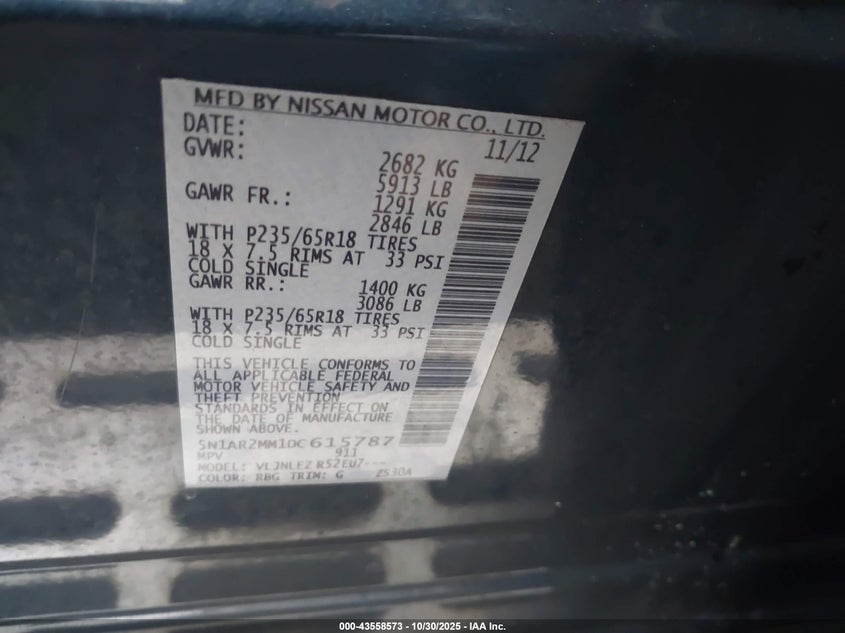 MFD BY NISSAN MOTOR CO., LTD.
DATE: 11/12
GVWR: 2682 KG
5913 LB
GAWR FR.: 1291 KG
2846 LB
WITH P235/65R18 TIRES
18 X 7.5 RIMS AT 33 PSI
COLD SINGLE
GAWR RR.: 1400 KG
3086 LB
WITH P235/65R18 TIRES
18 X 7.5 RIMS AT 33 PSI
COLD SINGLE
THIS VEHICLE CONFORMS TO
ALL APPLICABLE FEDERAL
MOTOR VEHICLE SAFETY AND
THEFT PREVENTION
STANDARDS IN EFFECT ON
THE DATE OF MANUFACTURE
SHOWN ABOVE.
5N1AR2MM1DC615787
MPV 911
MODEL: VLJNLEZ R52EU7---
COLOR: RBG TRIM: G ZS30A
000-43558573 - 10/30/2025 - IAA Inc.